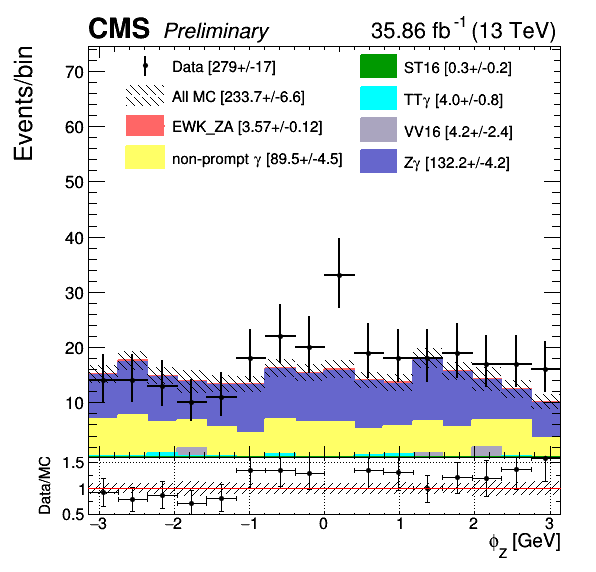 CMS Preliminary 35.86 fb⁻¹ (13 TeV)
Events/bin
70
60
50
40
30
20
10
Data [279+/-17]
All MC [233.7+/-6.6]
EWK_ZA [3.57+/-0.12]
non-prompt γ [89.5+/-4.5]
ST16 [0.3+/-0.2]
TTγ [4.0+/-0.8]
VV16 [4.2+/-2.4]
Zγ [132.2+/-4.2]
Data/MC
1.5
1
0.5
−3 −2 −1 0 1 2 3
ϕ_Z [GeV]